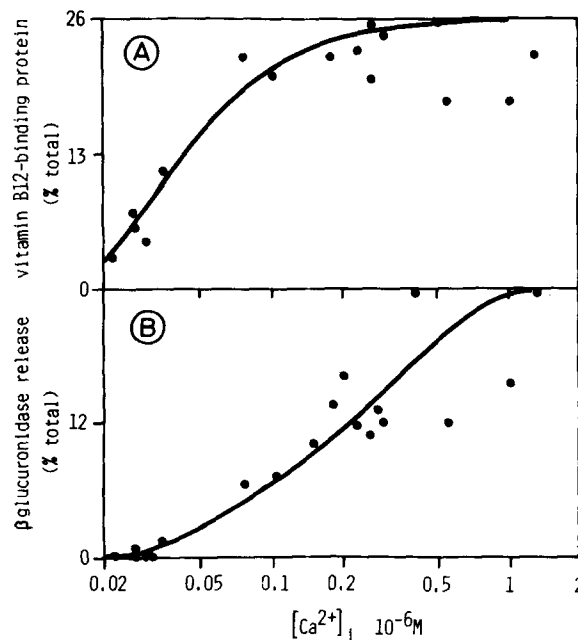 26
A
13
0
vitamin B12-binding protein
(% total)
B
12
0
βglucuronidase release
(% total)
0.02 0.05 0.1 0.2 0.5 1 2
[Ca²⁺]i 10⁻⁶M